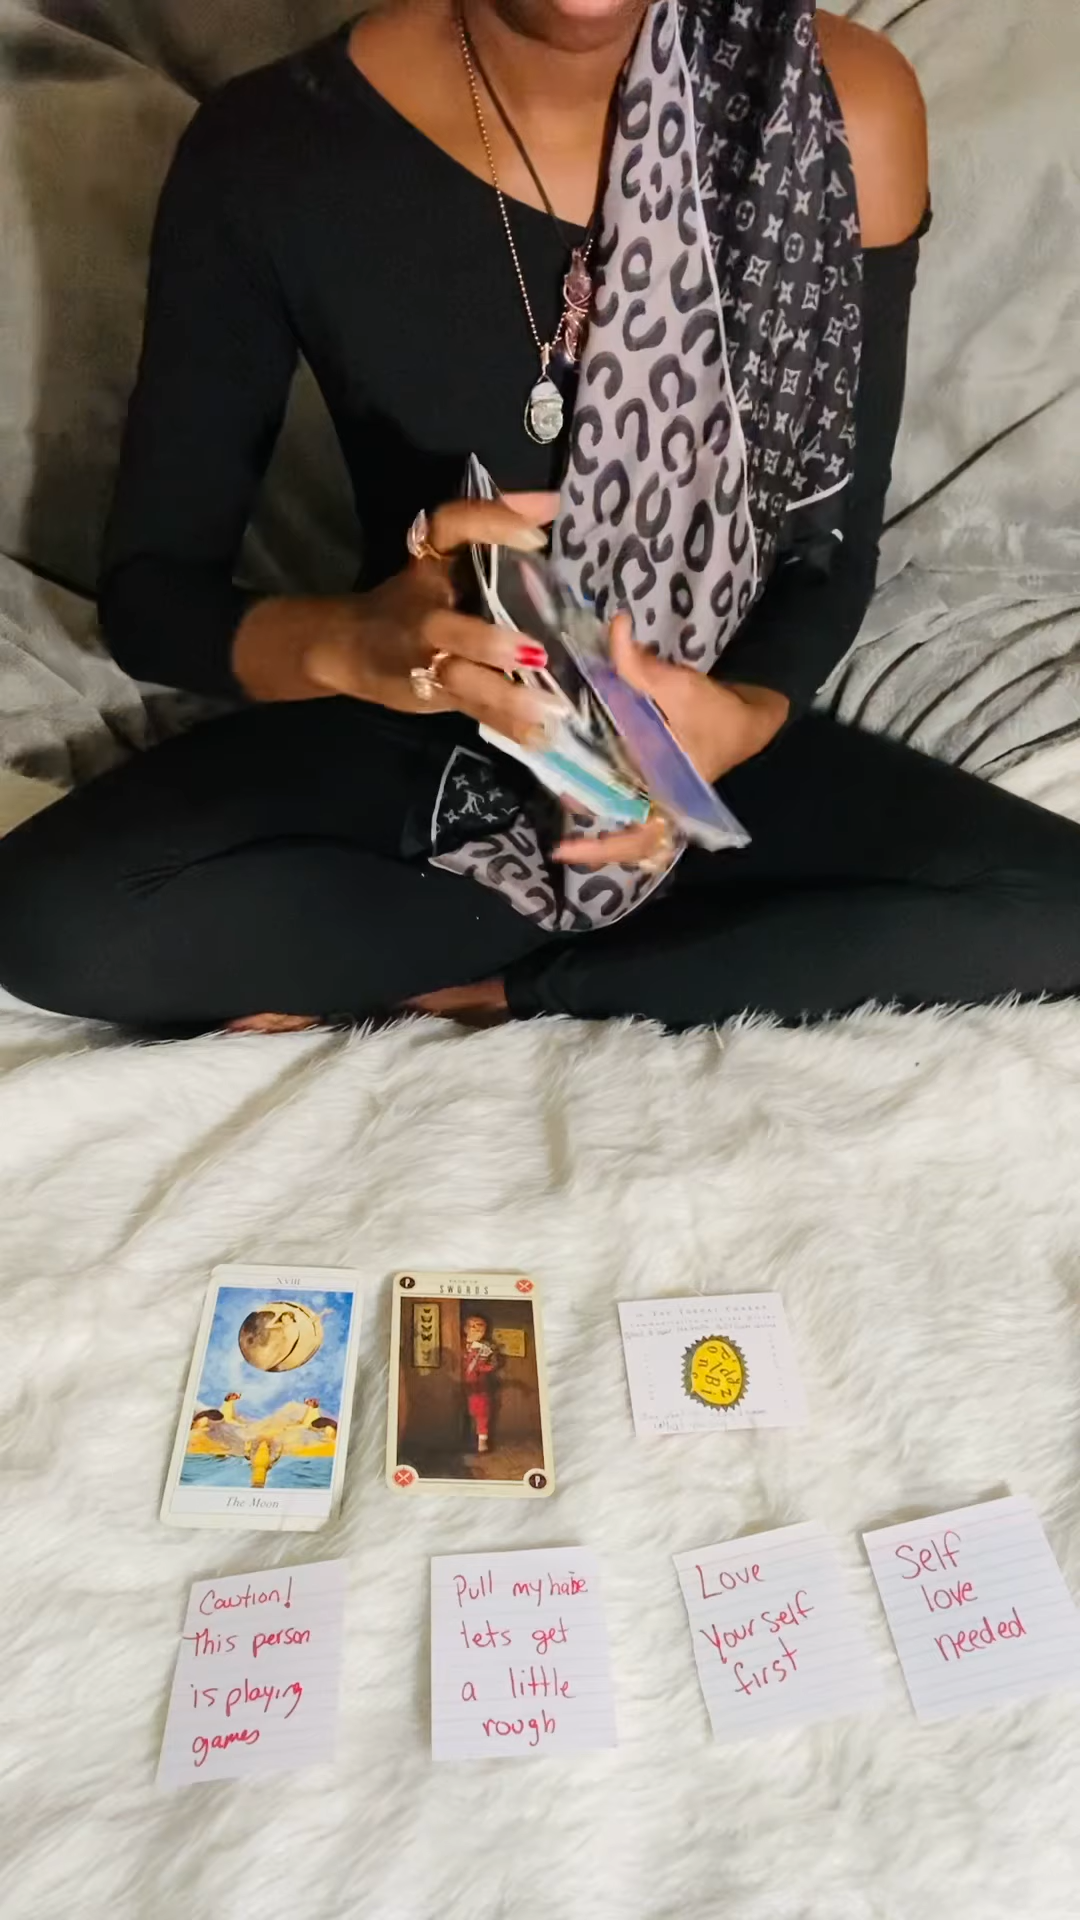 XVIII
The Moon
P
SWORDS
P
Caution!
This person
is playing
games
Pull my haire
lets get
a little
rough
Love
Yourself
first
Self
love
needed